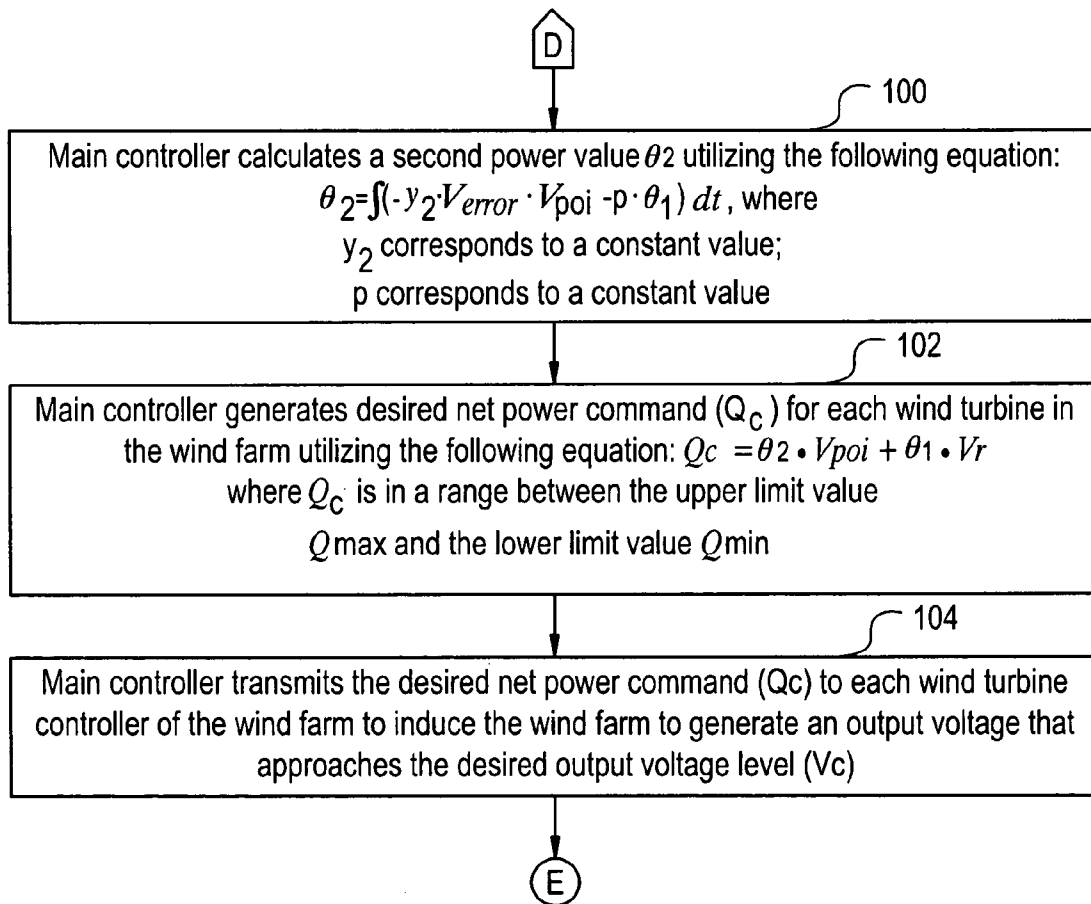 D
100
Main controller calculates a second power value θ2 utilizing the following equation:
θ2=∫(-y2·Verror · Vpoi -p · θ1) dt, where
y2 corresponds to a constant value;
p corresponds to a constant value
102
Main controller generates desired net power command (Qc) for each wind turbine in
the wind farm utilizing the following equation: Qc = θ2 • Vpoi + θ1 • Vr
where Qc is in a range between the upper limit value
Qmax and the lower limit value Qmin
104
Main controller transmits the desired net power command (Qc) to each wind turbine
controller of the wind farm to induce the wind farm to generate an output voltage that
approaches the desired output voltage level (Vc)
E